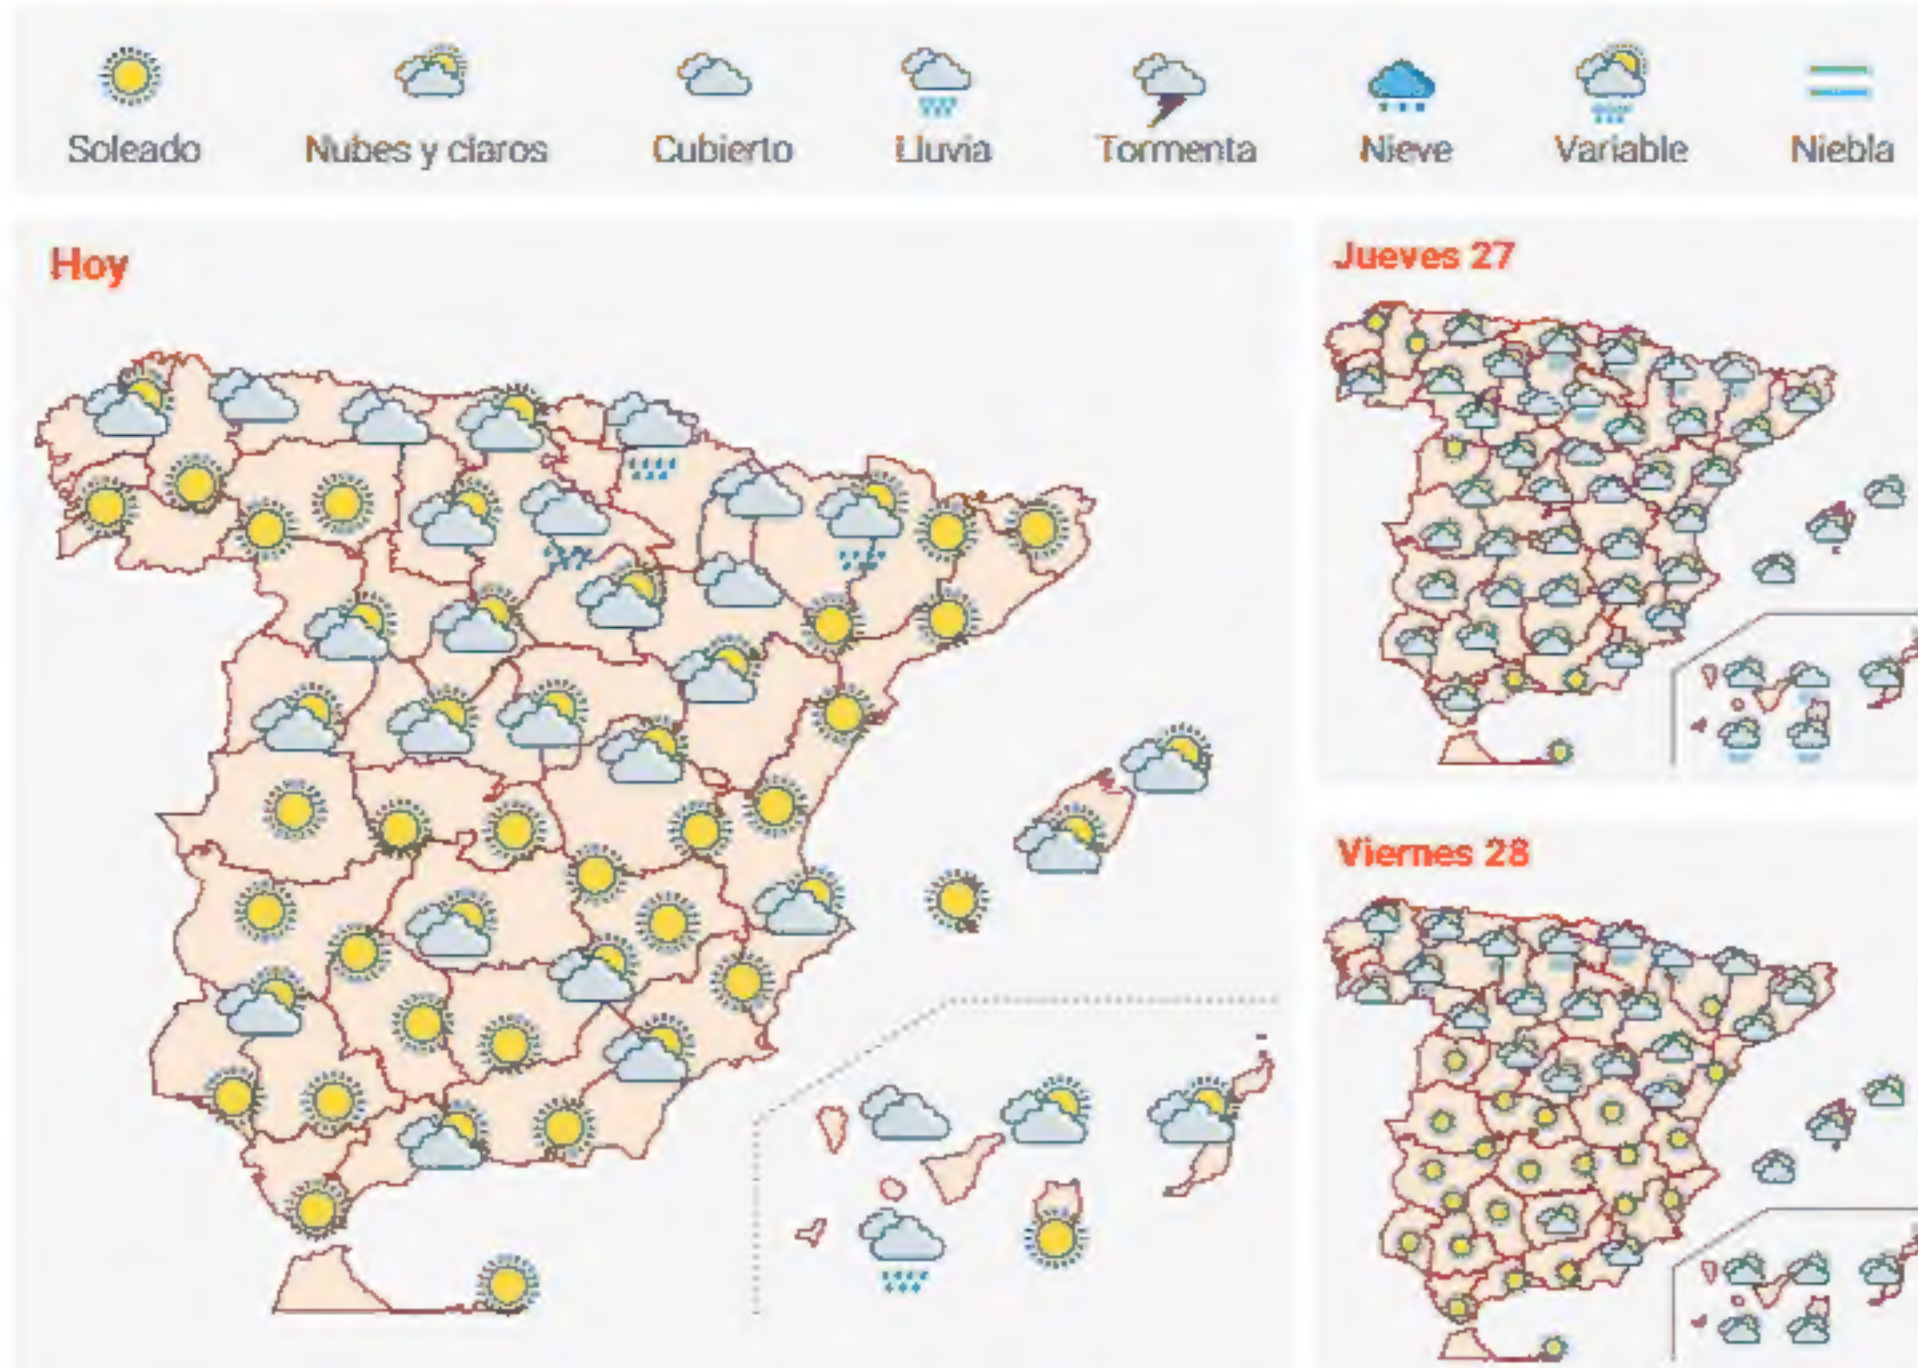 Soleado
Nubes y claros
Cubierto
Lluvia
Tormenta
Nieve
Variable
Niebla
Hoy
Jueves 27
Viernes 28